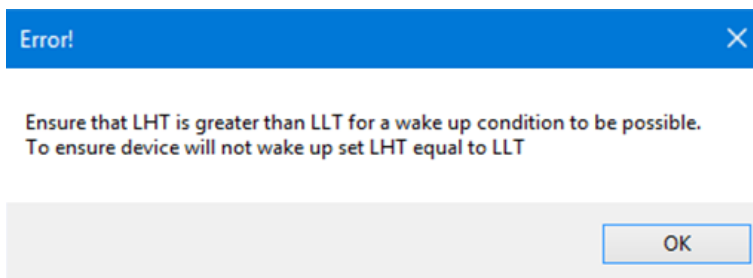 Error!
Ensure that LHT is greater than LLT for a wake up condition to be possible.
To ensure device will not wake up set LHT equal to LLT
OK